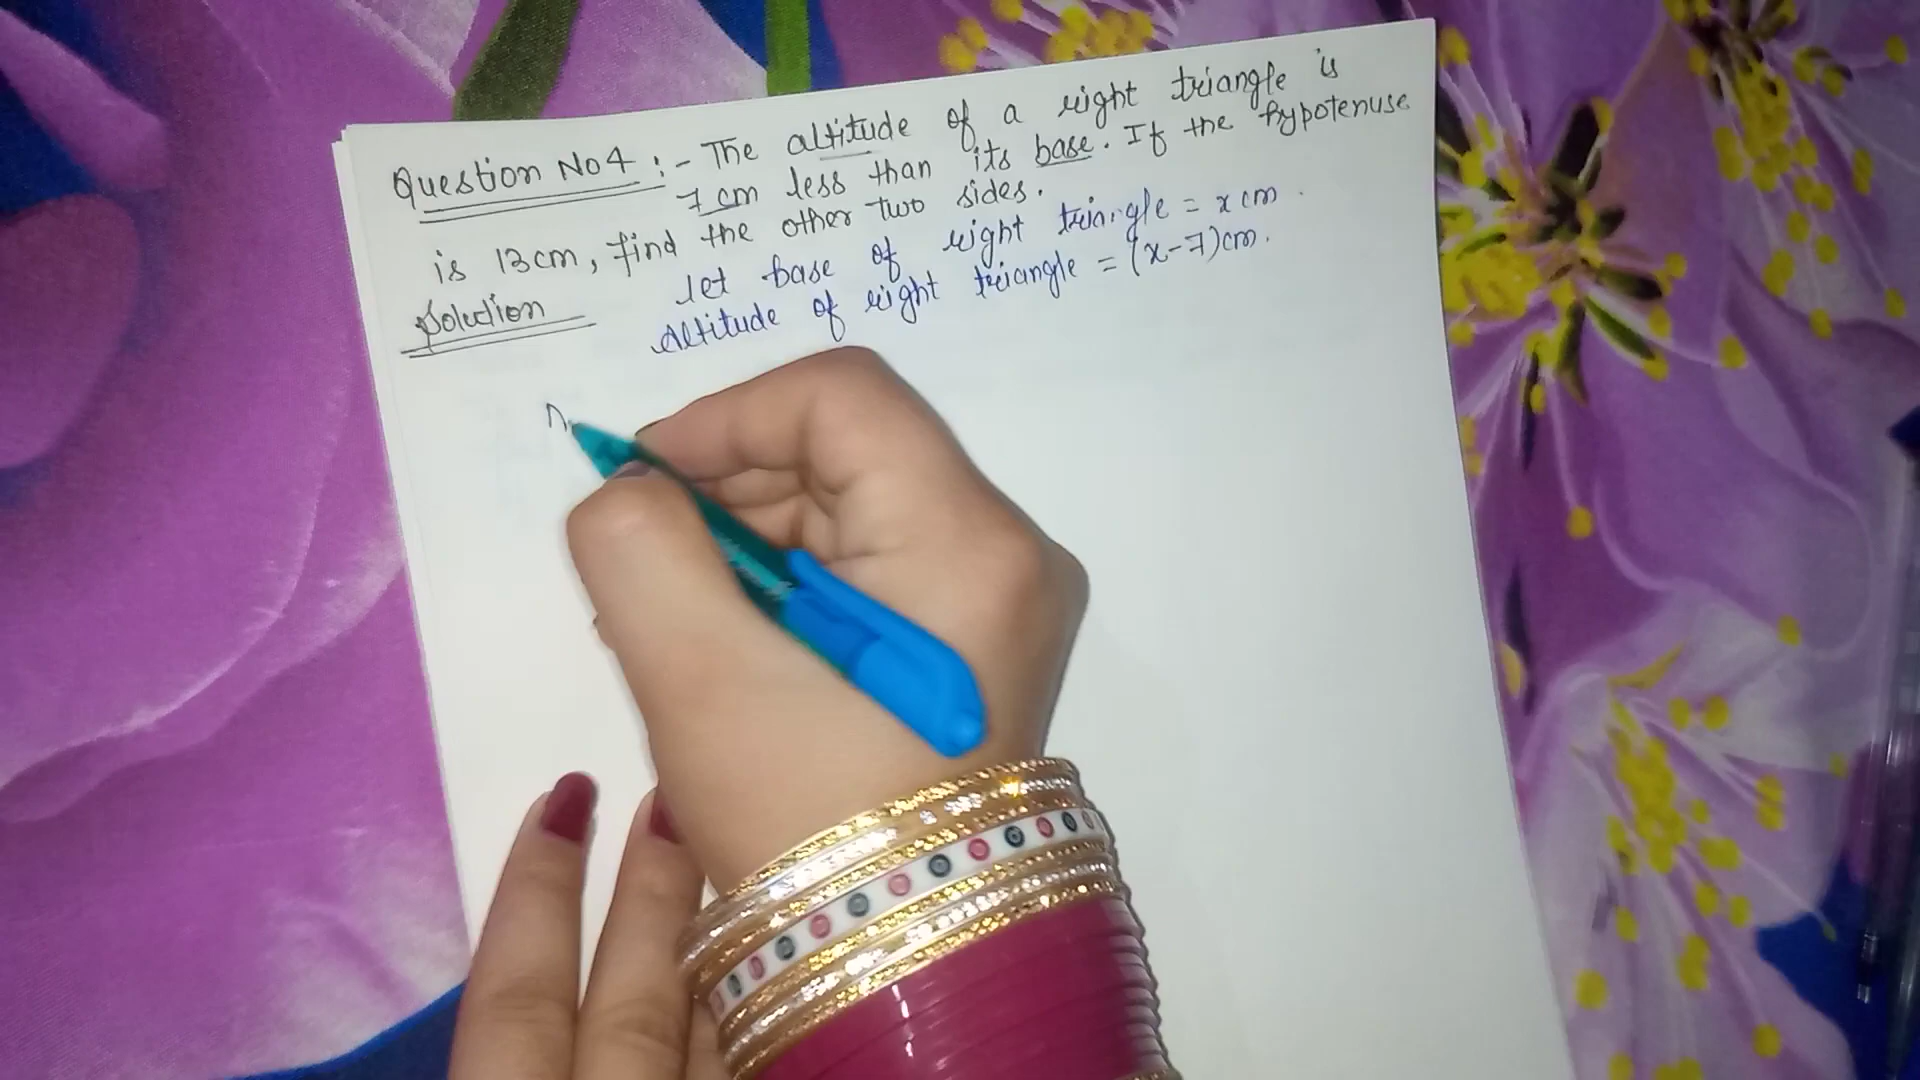 Question No 4 :- The altitude of a right triangle is
7 cm less than its base. If the hypotenuse
is 13cm, find the other two sides.
Solution let base of right triangle = x cm.
Altitude of right triangle = (x-7)cm.